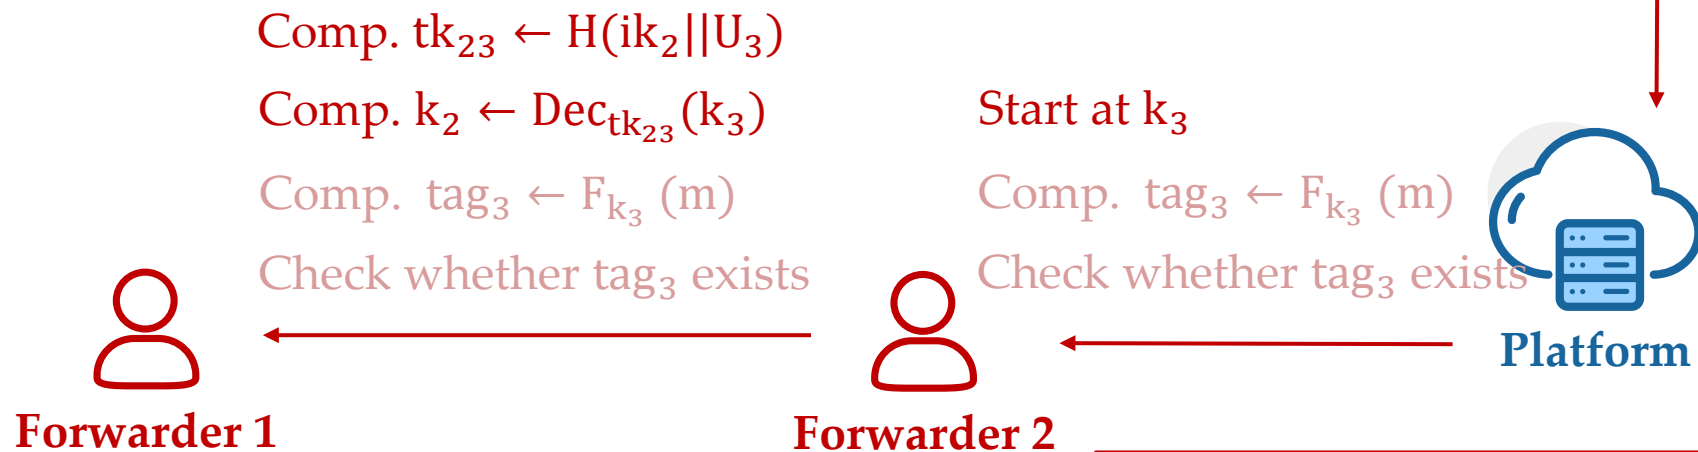 Comp. tk₂₃ ← H(ik₂||U₃)
Comp. k₂ ← Dec_tk₂₃(k₃)
Comp. tag₃ ← F_k₃ (m)
Check whether tag₃ exists
Start at k₃
Comp. tag₃ ← F_k₃ (m)
Check whether tag₃ exists
Platform
Forwarder 1
Forwarder 2